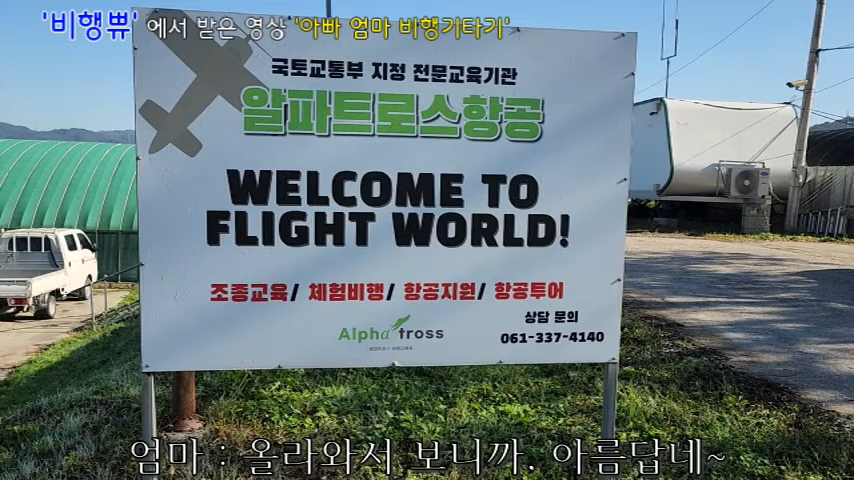 '비행쀼' 에서 받은 영상 '아빠 엄마 비행기타기'
국토교통부 지정 전문교육기관
알파트로스항공
WELCOME TO
FLIGHT WORLD!
조종교육/ 체험비행/ 항공지원/ 항공투어
Alpha tross
상담 문의
061-337-4140
엄마 : 올라와서 보니까. 아름답네~